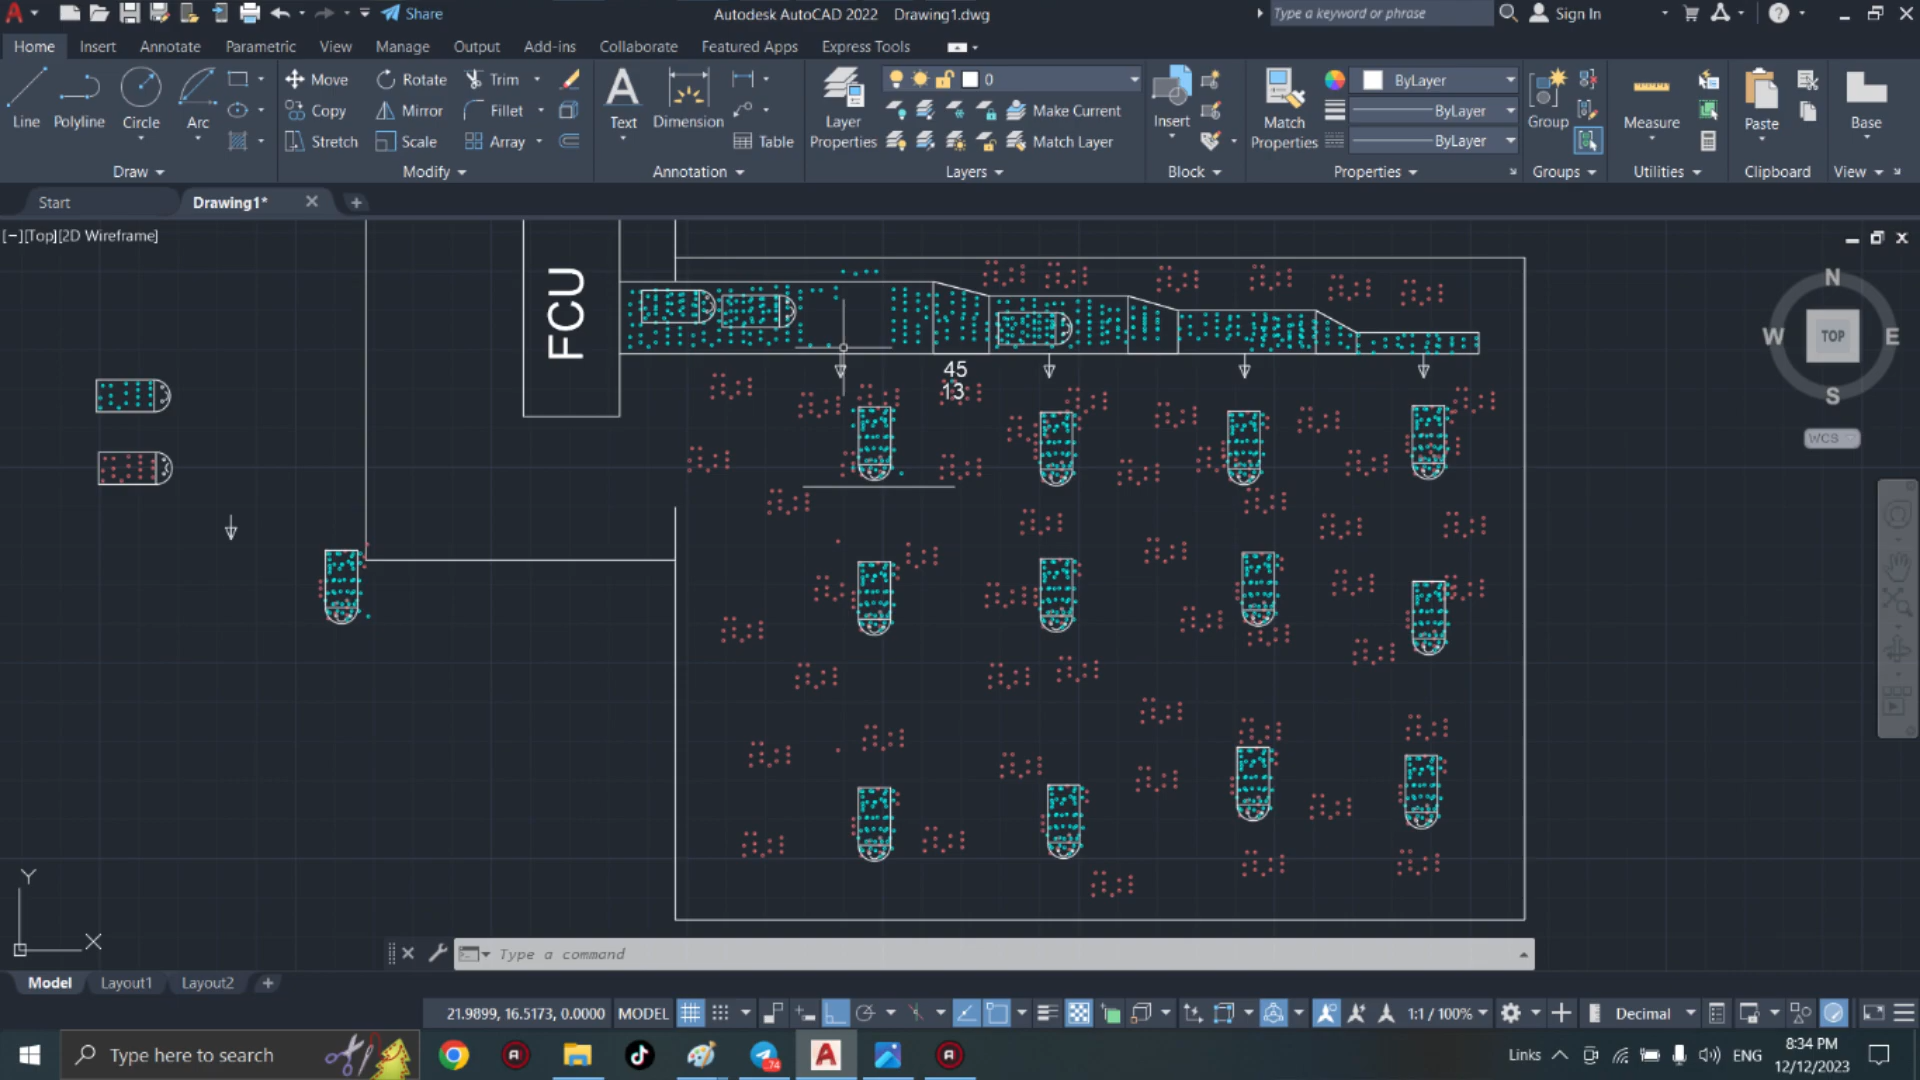 Share
Autodesk AutoCAD 2022 Drawing1.dwg
Type a keyword or phrase
Sign In
Home Insert Annotate Parametric View Manage Output Add-ins Collaborate Featured Apps Express Tools
Line Polyline Circle Arc
Move Rotate Trim
Copy Mirror Fillet
Stretch Scale Array
Text Dimension
Table
Layer Properties
0
Make Current
Match Layer
Insert
Match Properties
ByLayer
ByLayer
ByLayer
Group
Measure
Paste
Base
Draw Modify Annotation Layers Block Properties Groups Utilities Clipboard View
Start Drawing1*
[−][Top][2D Wireframe]
N
W TOP E
S
WCS
FCU
45
13
Y
X
Type a command
Model Layout1 Layout2
21.9899, 16.5173, 0.0000 MODEL 1:1 / 100% Decimal
Type here to search
74
Links ENG 8:34 PM
12/12/2023